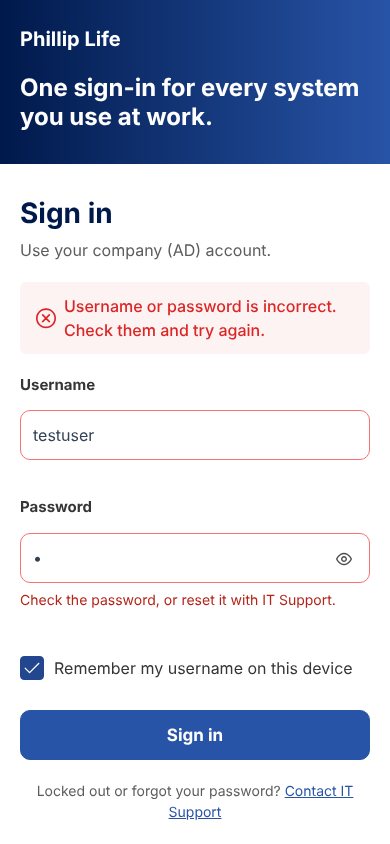 Phillip Life
One sign-in for every system
you use at work.
Sign in
Use your company (AD) account.
Username or password is incorrect.
Check them and try again.
Username
testuser
Password
•
Check the password, or reset it with IT Support.
Remember my username on this device
Sign in
Locked out or forgot your password? Contact IT
Support